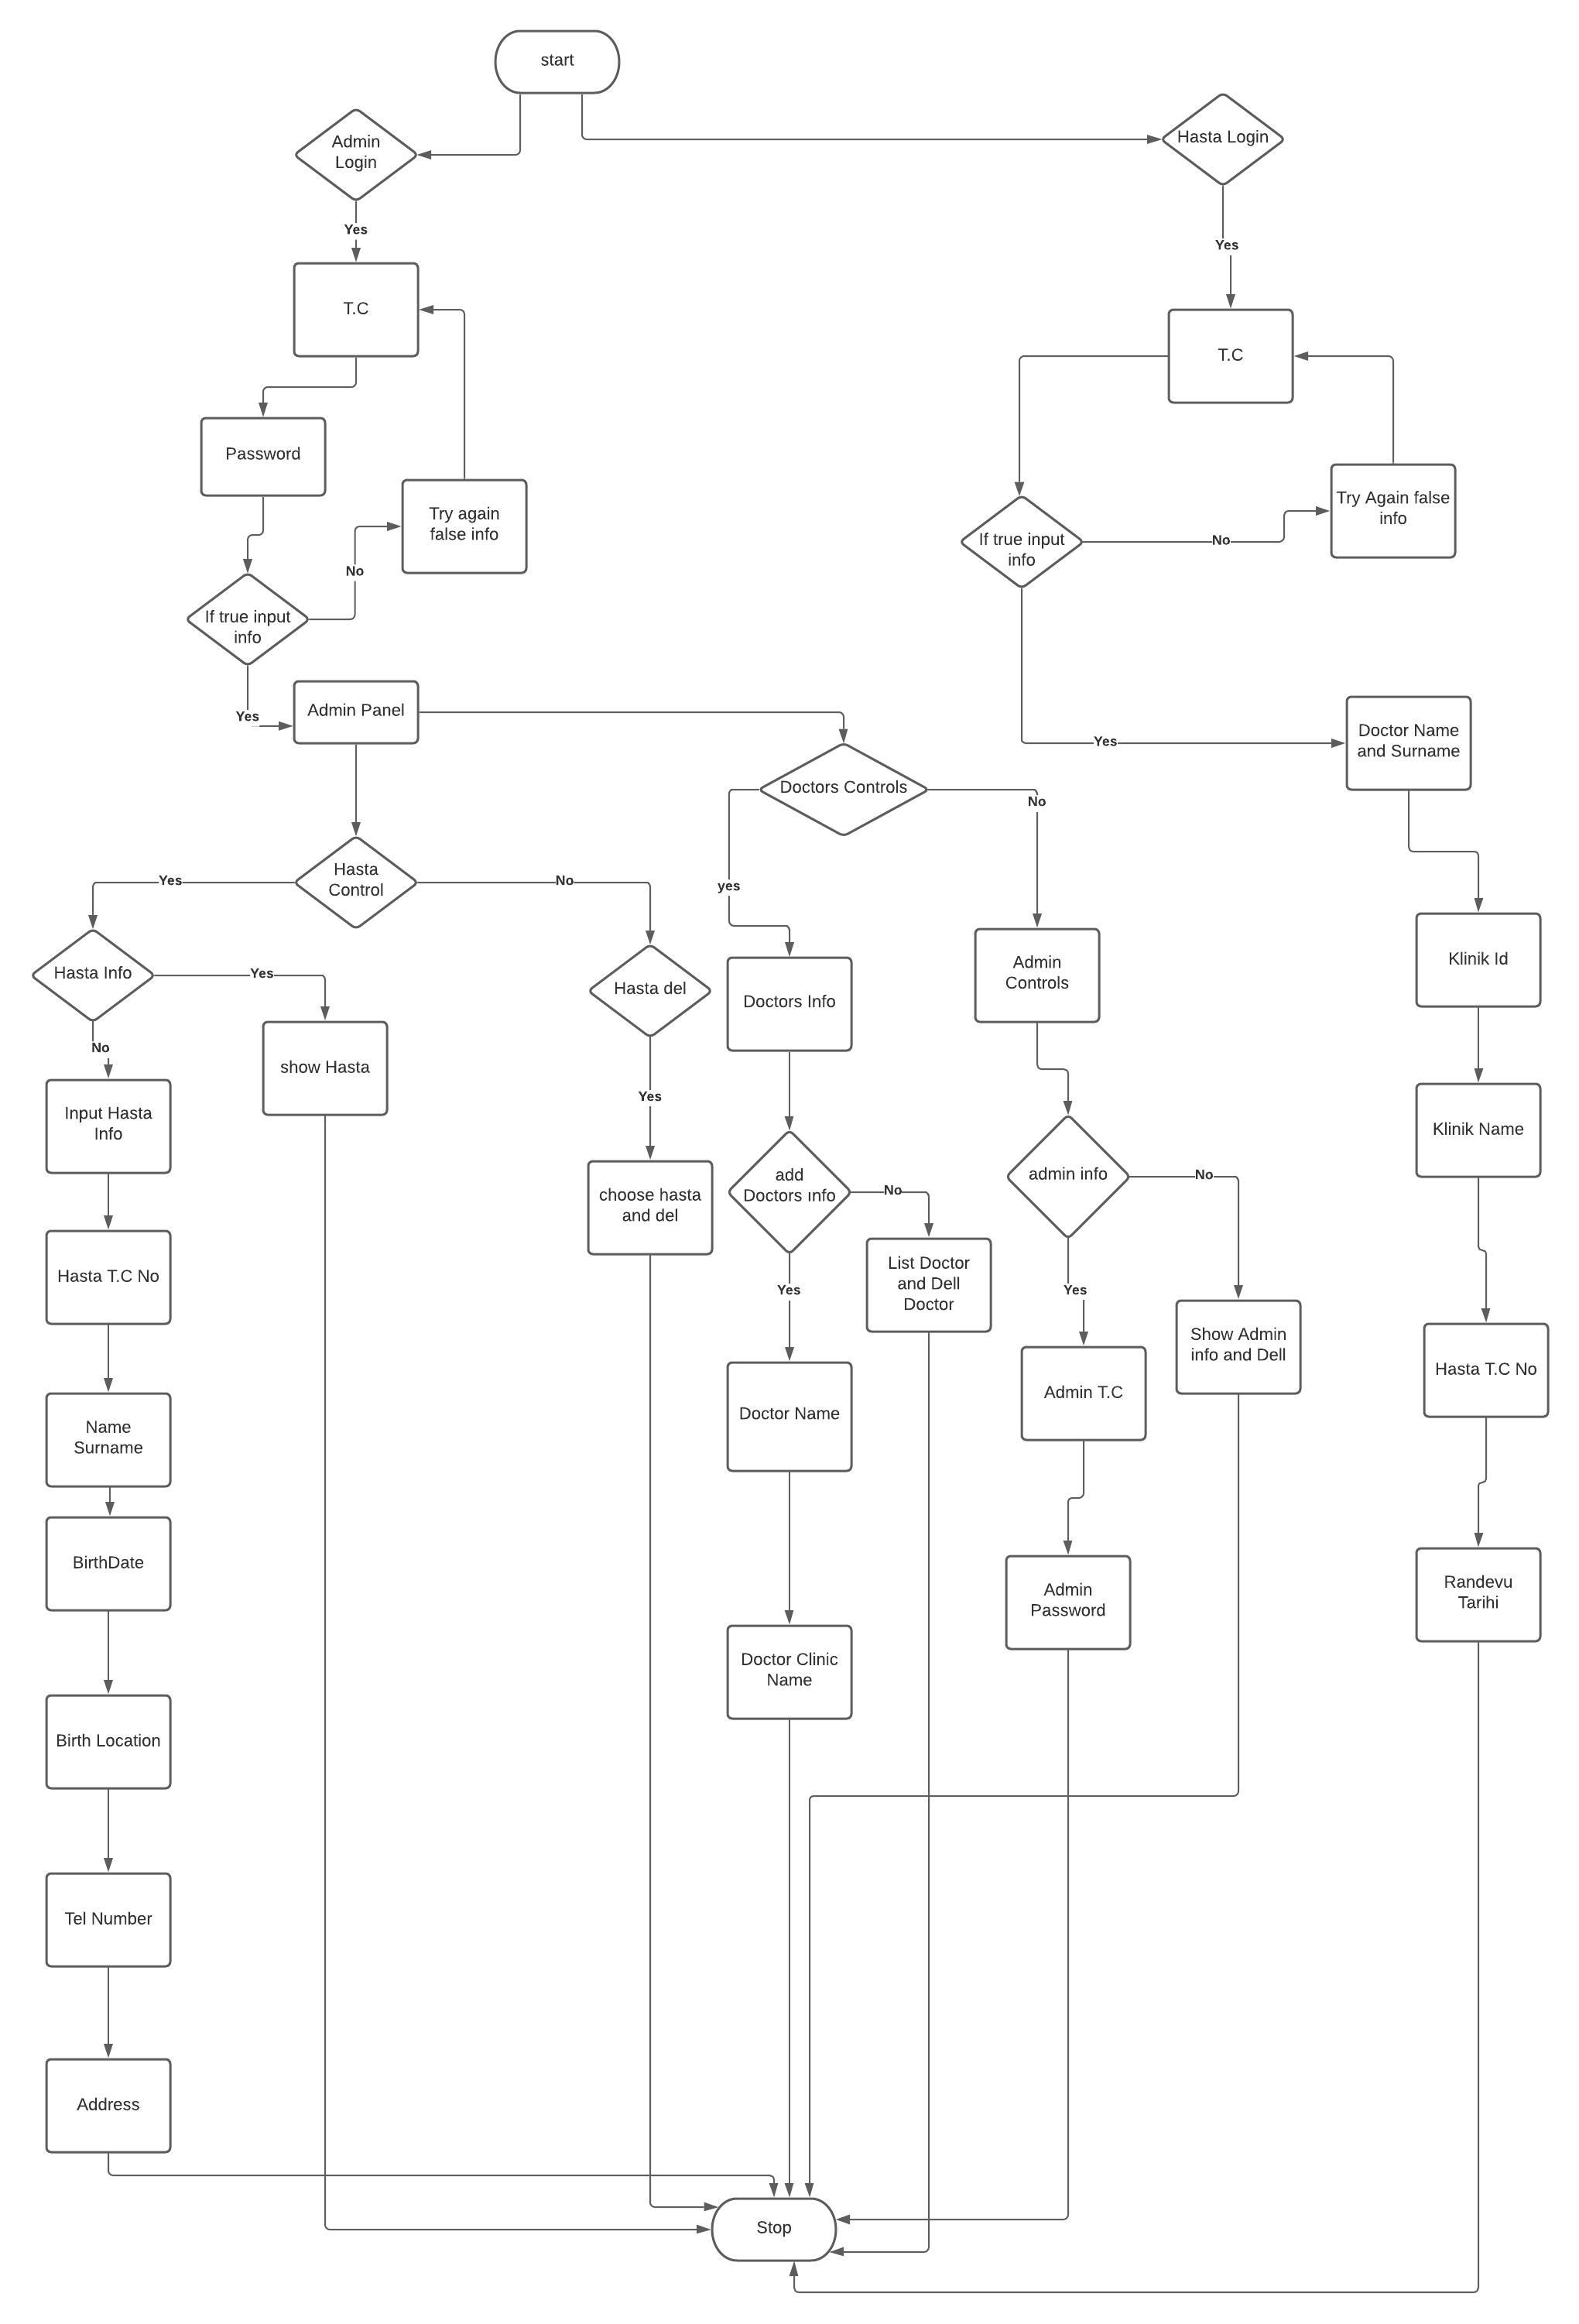 start
Admin
Login
Hasta Login
Yes
Yes
T.C
T.C
Password
Try again
false info
Try Again false
info
If true input
info
No
No
If true input
info
Yes
Admin Panel
Yes
Doctor Name
and Surname
Doctors Controls
No
Hasta
Control
Yes
No
yes
Hasta Info
Yes
Hasta del
Doctors Info
Admin
Controls
Klinik Id
No
show Hasta
Yes
Input Hasta
Info
Klinik Name
choose hasta
and del
add
Doctors ınfo
No
admin info
No
Hasta T.C No
List Doctor
and Dell
Doctor
Yes
Yes
Show Admin
info and Dell
Hasta T.C No
Name
Surname
Doctor Name
Admin T.C
BirthDate
Admin
Password
Randevu
Tarihi
Doctor Clinic
Name
Birth Location
Tel Number
Address
Stop